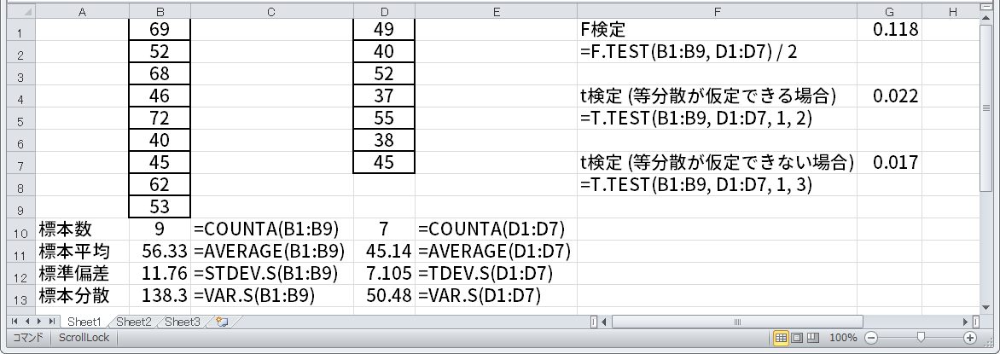 A B C D E F G H
1 69 49 F検定 0.118
2 52 40 =F.TEST(B1:B9, D1:D7) / 2
3 68 52
4 46 37 t検定 (等分散が仮定できる場合) 0.022
5 72 55 =T.TEST(B1:B9, D1:D7, 1, 2)
6 40 38
7 45 45 t検定 (等分散が仮定できない場合) 0.017
8 62 =T.TEST(B1:B9, D1:D7, 1, 3)
9 53
10 標本数 9 =COUNTA(B1:B9) 7 =COUNTA(D1:D7)
11 標本平均 56.33 =AVERAGE(B1:B9) 45.14 =AVERAGE(D1:D7)
12 標準偏差 11.76 =STDEV.S(B1:B9) 7.105 =TDEV.S(D1:D7)
13 標本分散 138.3 =VAR.S(B1:B9) 50.48 =VAR.S(D1:D7)
Sheet1 Sheet2 Sheet3
コマンド ScrollLock 100%